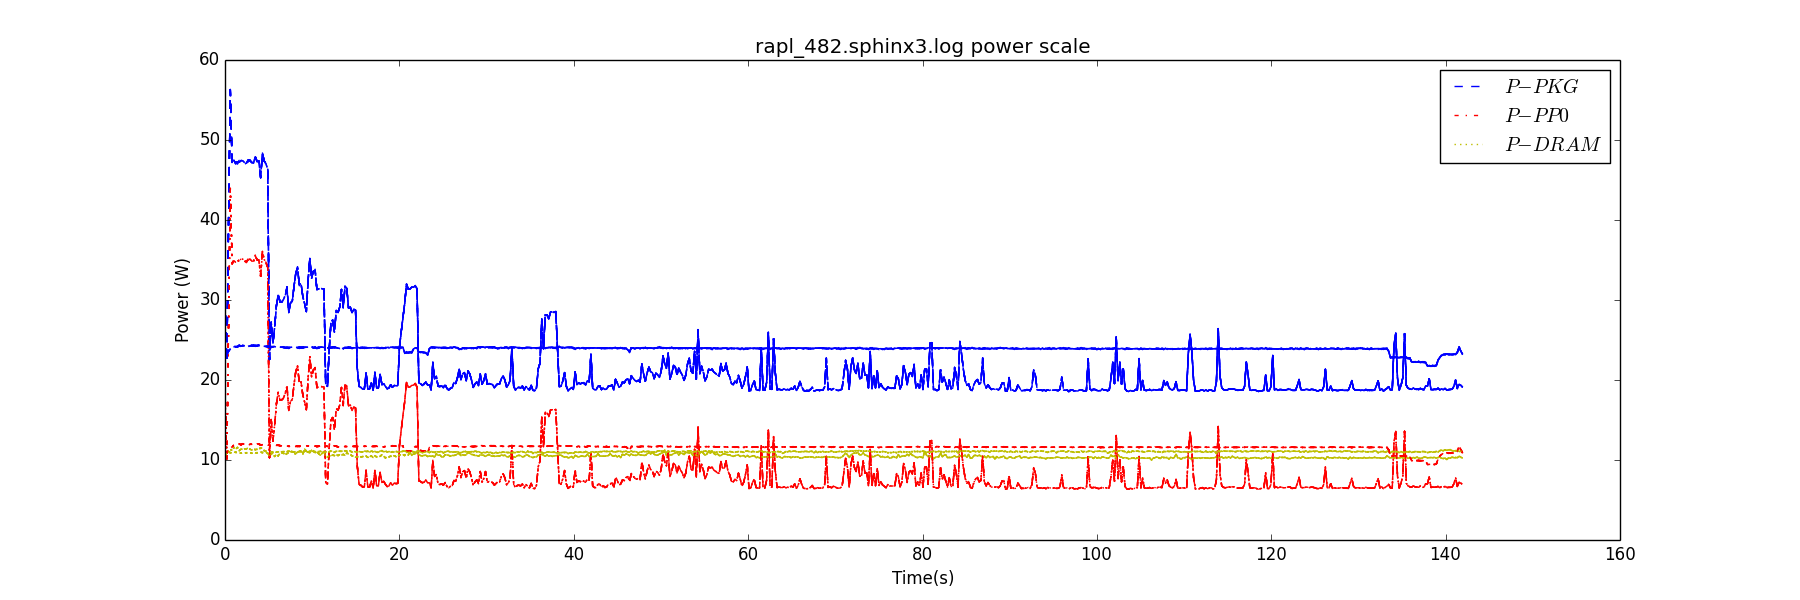 rapl_482.sphinx3.log power scale
60
50
40
30
20
10
0
Power (W)
P-PKG
P-PP0
P-DRAM
0 20 40 60 80 100 120 140 160
Time(s)